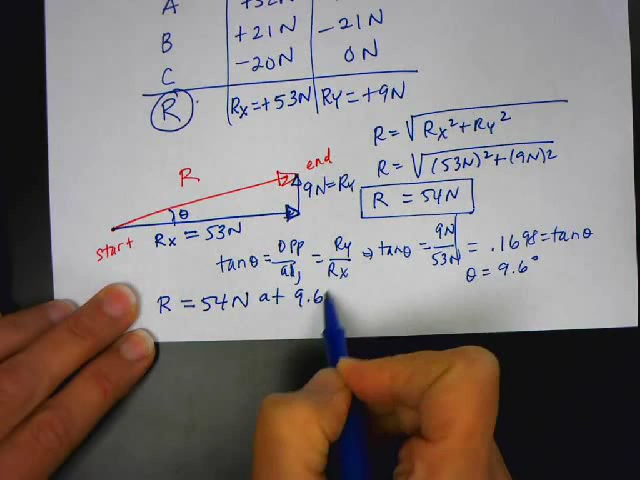 A
B +21N -21N
C -20N 0N
R Rx=+53N Ry=+9N
R=√Rx²+Ry²
R=√(53N)²+(9N)2
R = 54N
R
end
9N=Ry
θ
start
Rx = 53N
tanθ = opp/adj = Ry/Rx ⇒ tanθ = 9N/53N = .1698=tanθ
θ = 9.6°
R = 54N at 9.6